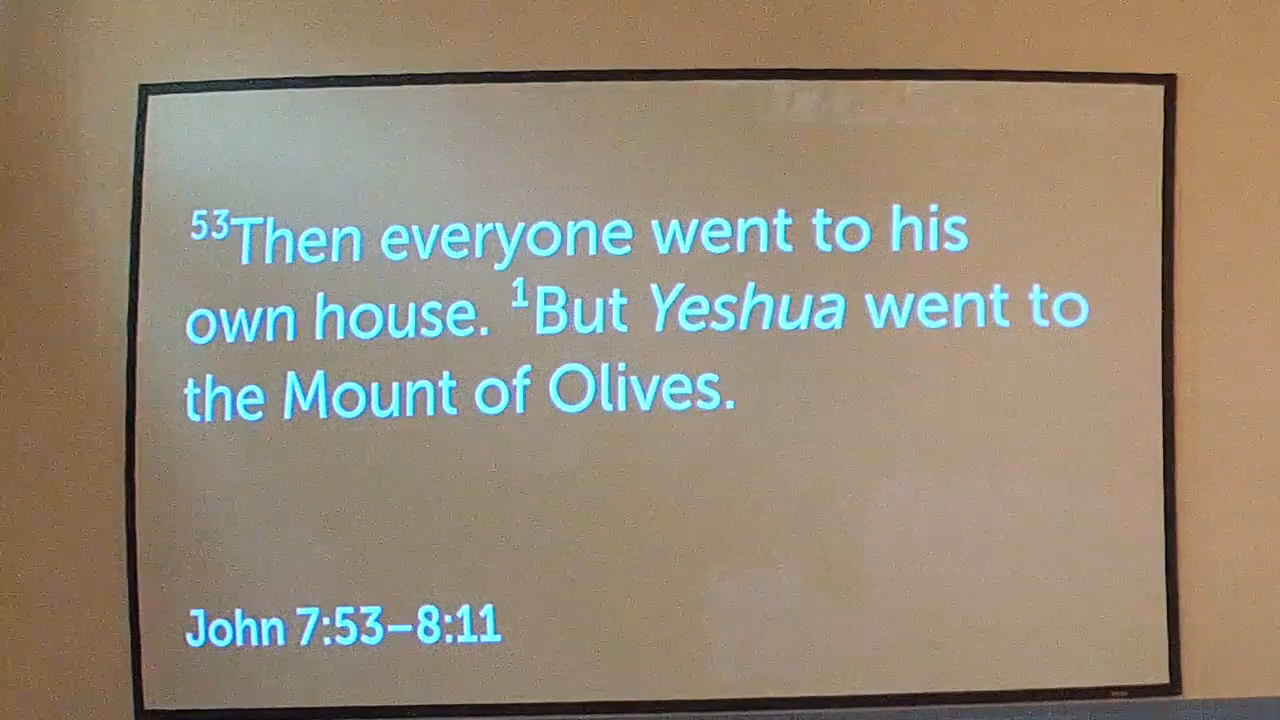 ⁵³Then everyone went to his
own house. ¹But Yeshua went to
the Mount of Olives.
John 7:53–8:11